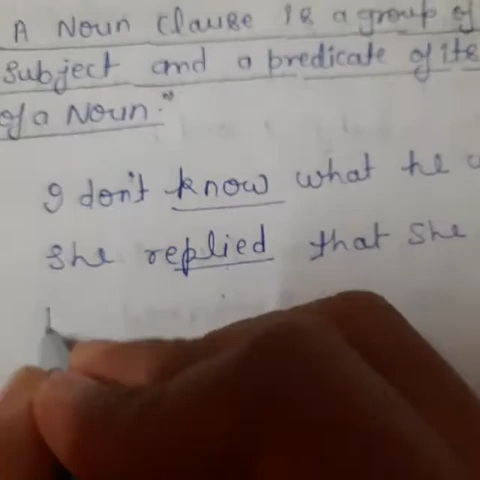 A Noun Clause is a group of
Subject and a predicate of its
of a Noun."
I don't know what he
She replied that She